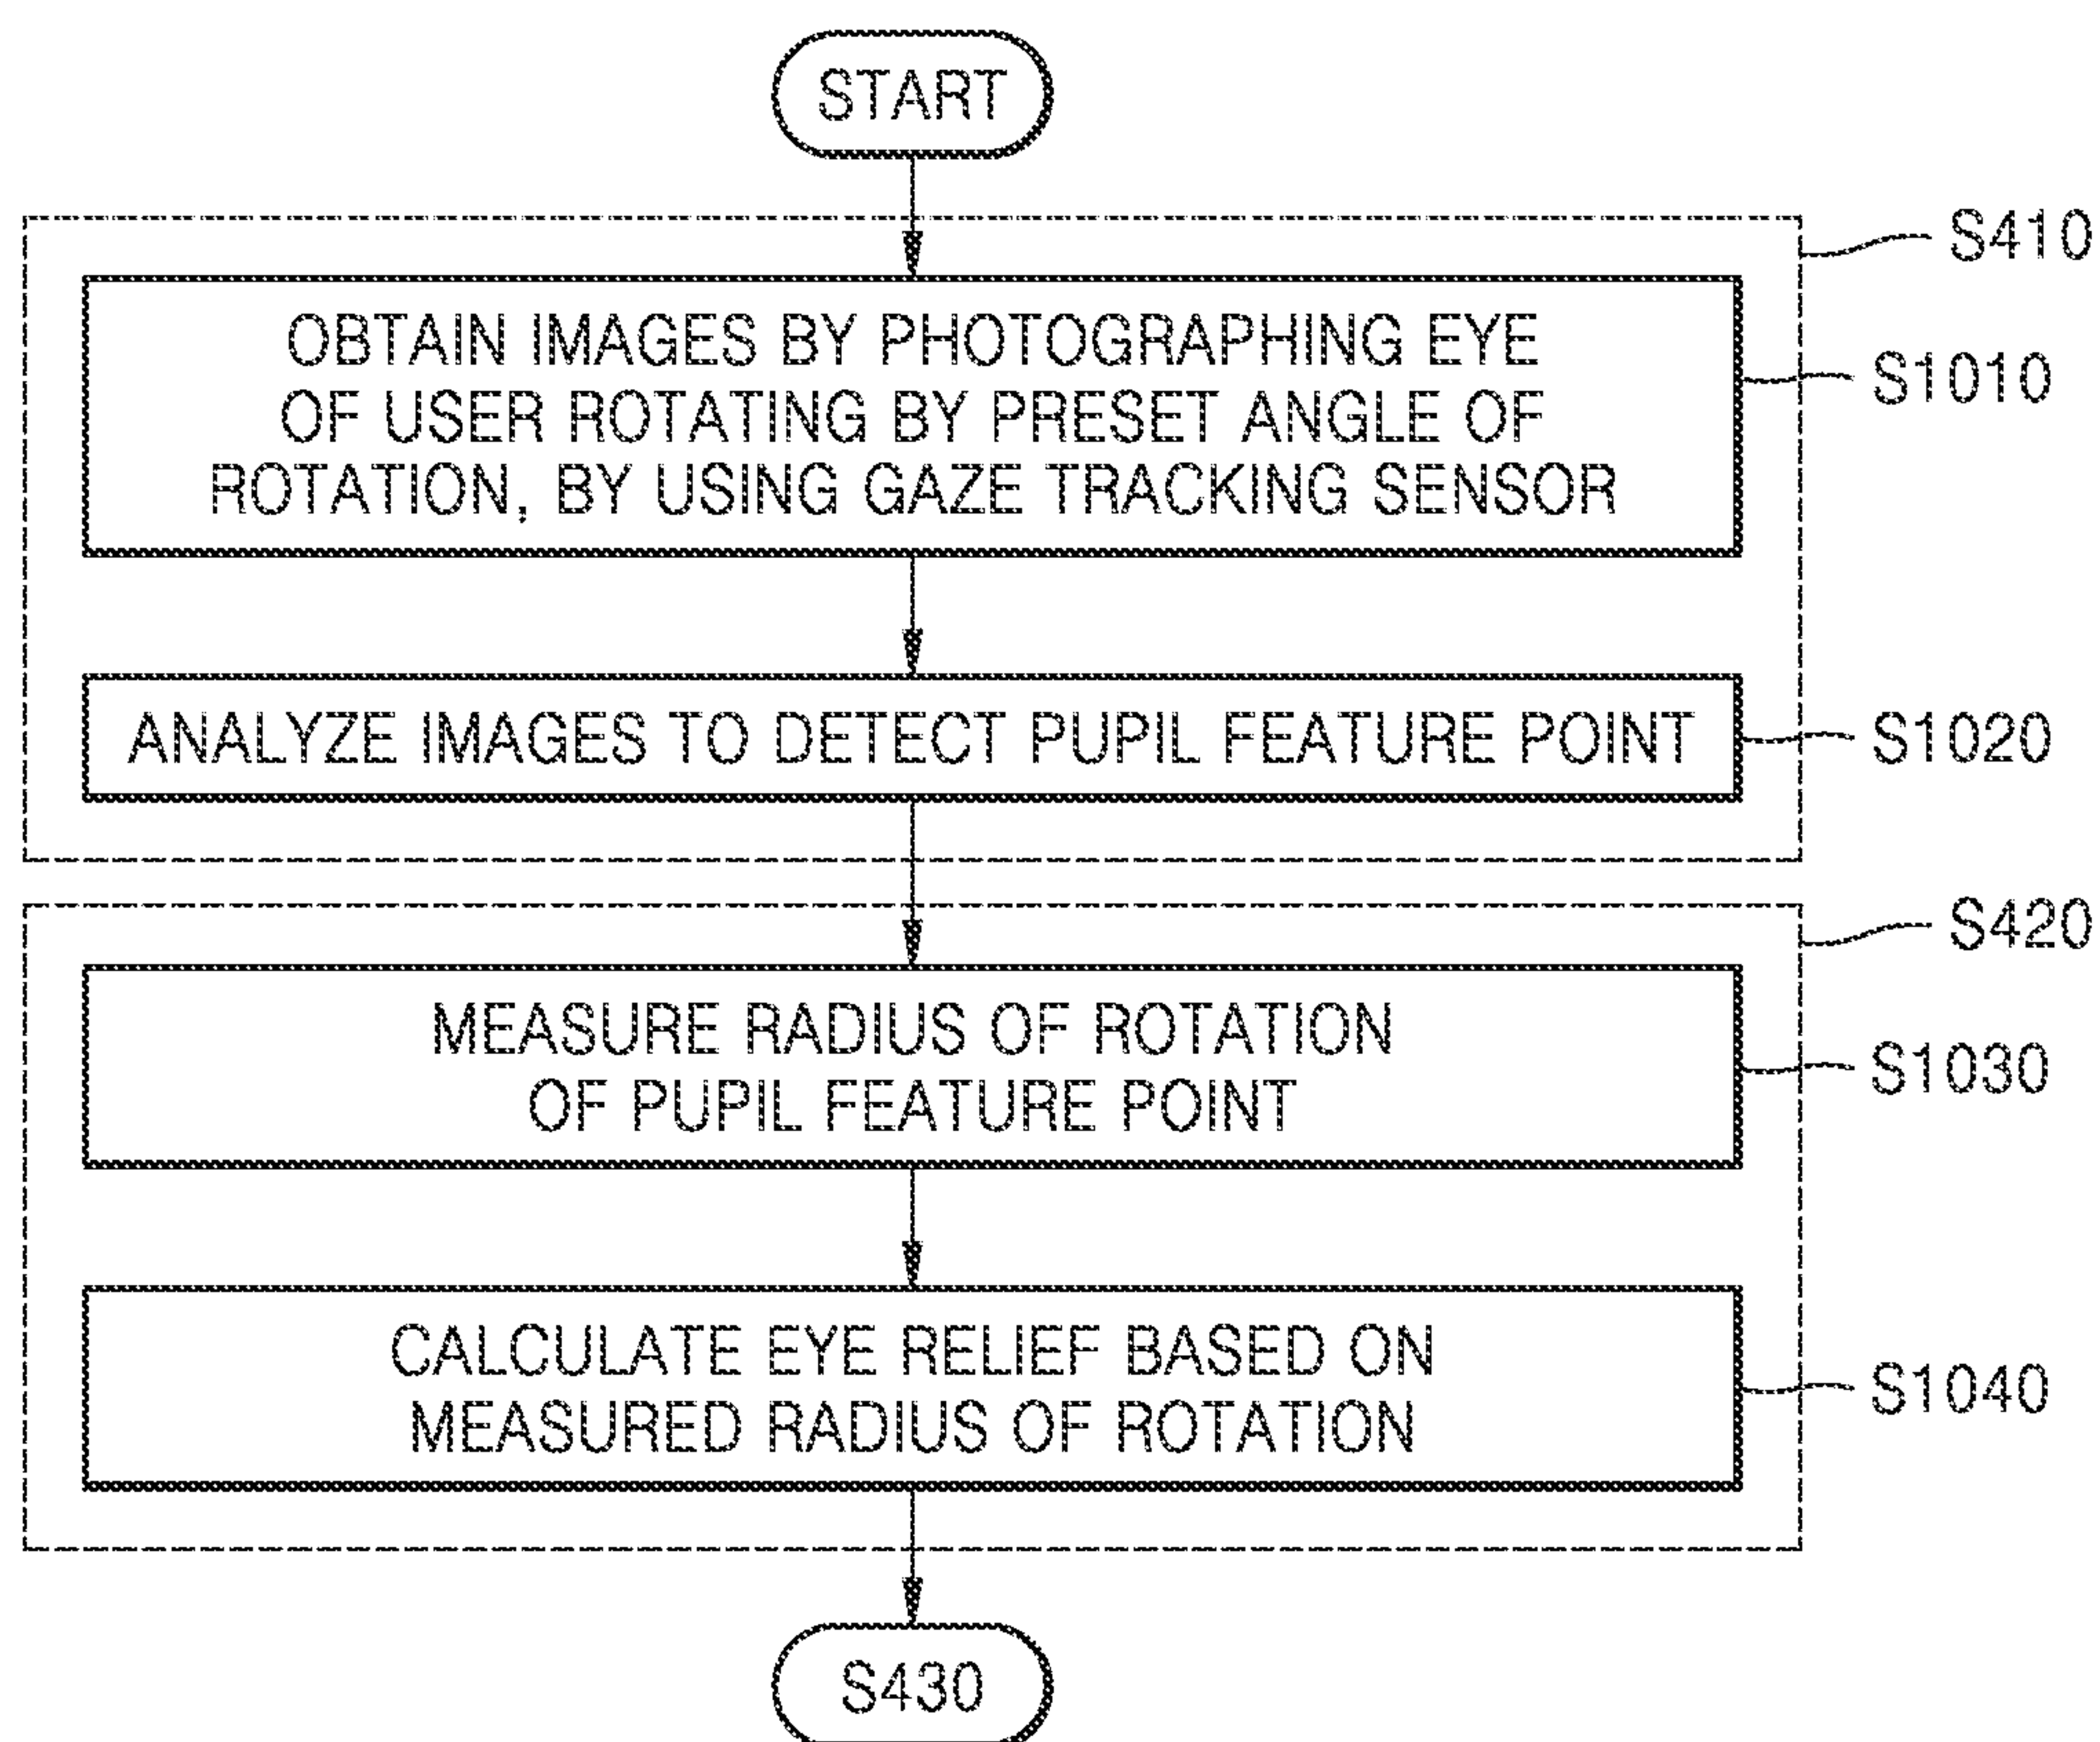 START
S410
OBTAIN IMAGES BY PHOTOGRAPHING EYE
OF USER ROTATING BY PRESET ANGLE OF
ROTATION, BY USING GAZE TRACKING SENSOR
S1010
ANALYZE IMAGES TO DETECT PUPIL FEATURE POINT
S1020
S420
MEASURE RADIUS OF ROTATION
OF PUPIL FEATURE POINT
S1030
CALCULATE EYE RELIEF BASED ON
MEASURED RADIUS OF ROTATION
S1040
S430